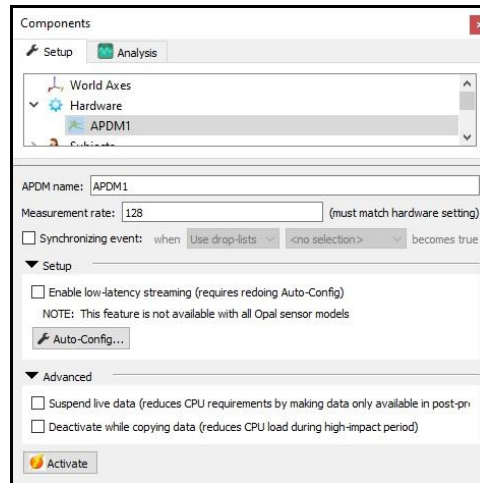 Components
Setup Analysis
World Axes
Hardware
APDM1
Subjects
APDM name: APDM1
Measurement rate: 128 (must match hardware setting)
Synchronizing event: when Use drop-lists <no selection> becomes true
Setup
Enable low-latency streaming (requires redoing Auto-Config)
NOTE: This feature is not available with all Opal sensor models
Auto-Config...
Advanced
Suspend live data (reduces CPU requirements by making data only available in post-pr
Deactivate while copying data (reduces CPU load during high-impact period)
Activate